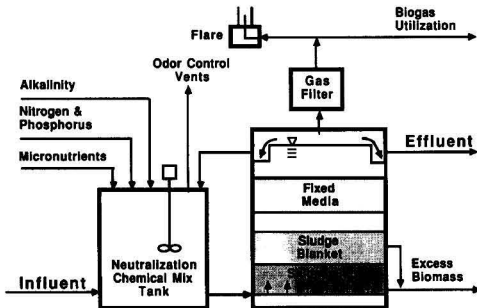 Flare
Biogas
Utilization
Odor Control
Vents
Gas
Filter
Alkalinity
Nitrogen &
Phosphorus
Micronutrients
Effluent
Fixed
Media
Sludge
Blanket
Excess
Biomass
Influent
Neutralization
Chemical Mix
Tank